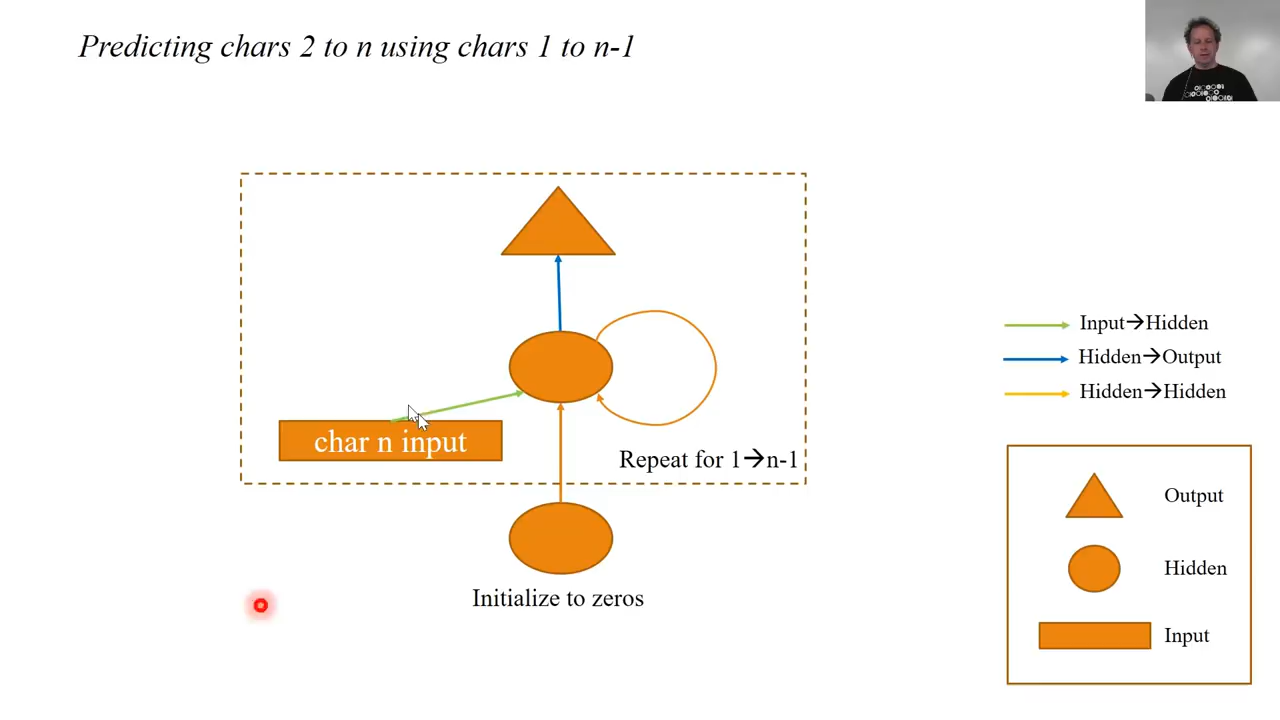 Predicting chars 2 to n using chars 1 to n-1
char n input
Repeat for 1→n-1
Initialize to zeros
Input→Hidden
Hidden→Output
Hidden→Hidden
Output
Hidden
Input